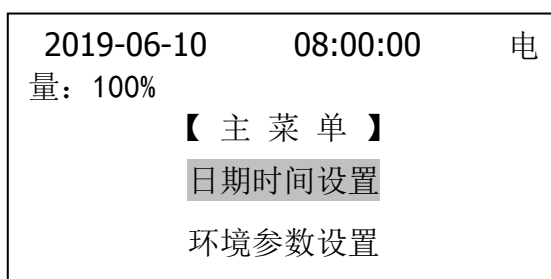 2019-06-10 08:00:00 电
量：100%
【 主 菜 单 】
日期时间设置
环境参数设置